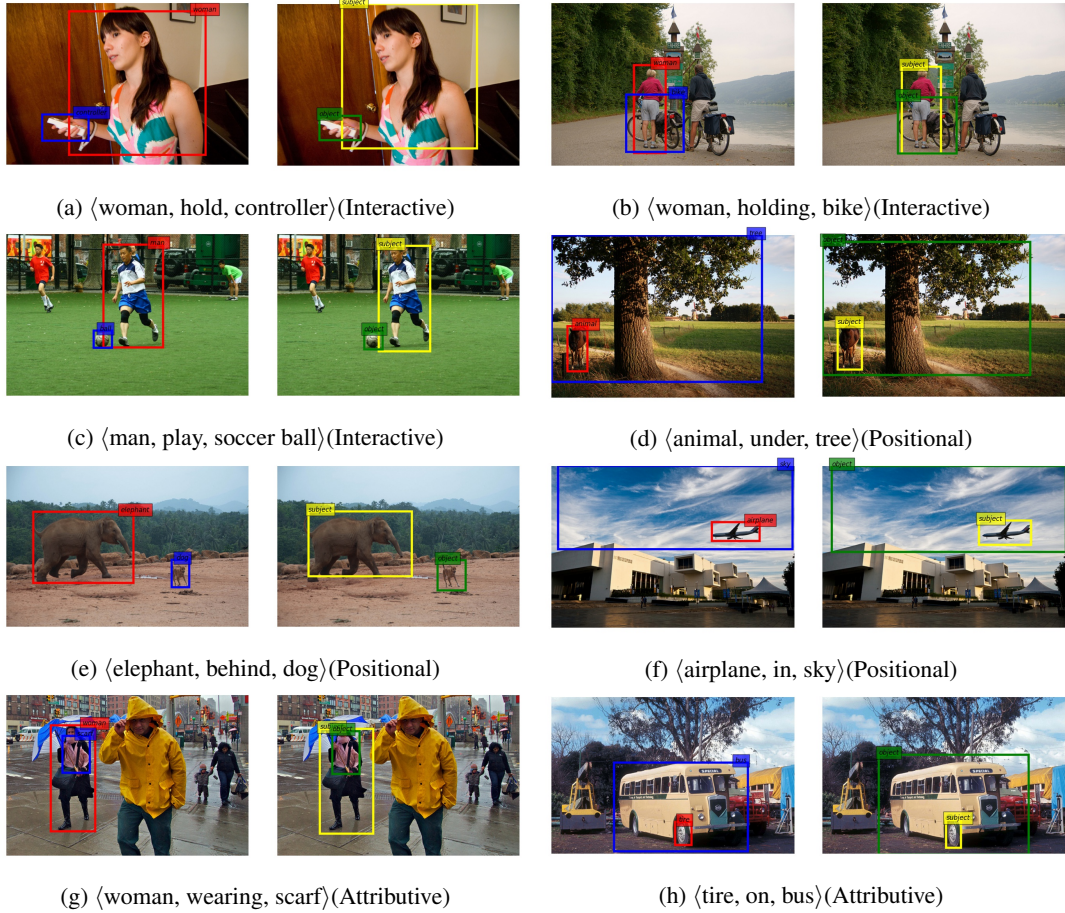 woman
subject
object
(a) ⟨woman, hold, controller⟩(Interactive)
woman
bike
subject
object
(b) ⟨woman, holding, bike⟩(Interactive)
man
ball
subject
object
(c) ⟨man, play, soccer ball⟩(Interactive)
tree
animal
object
subject
(d) ⟨animal, under, tree⟩(Positional)
elephant
subject
object
(e) ⟨elephant, behind, dog⟩(Positional)
sky
airplane
object
subject
(f) ⟨airplane, in, sky⟩(Positional)
woman
object
(g) ⟨woman, wearing, scarf⟩(Attributive)
bus
tire
SPECIAL
object
subject
SPECIAL
(h) ⟨tire, on, bus⟩(Attributive)